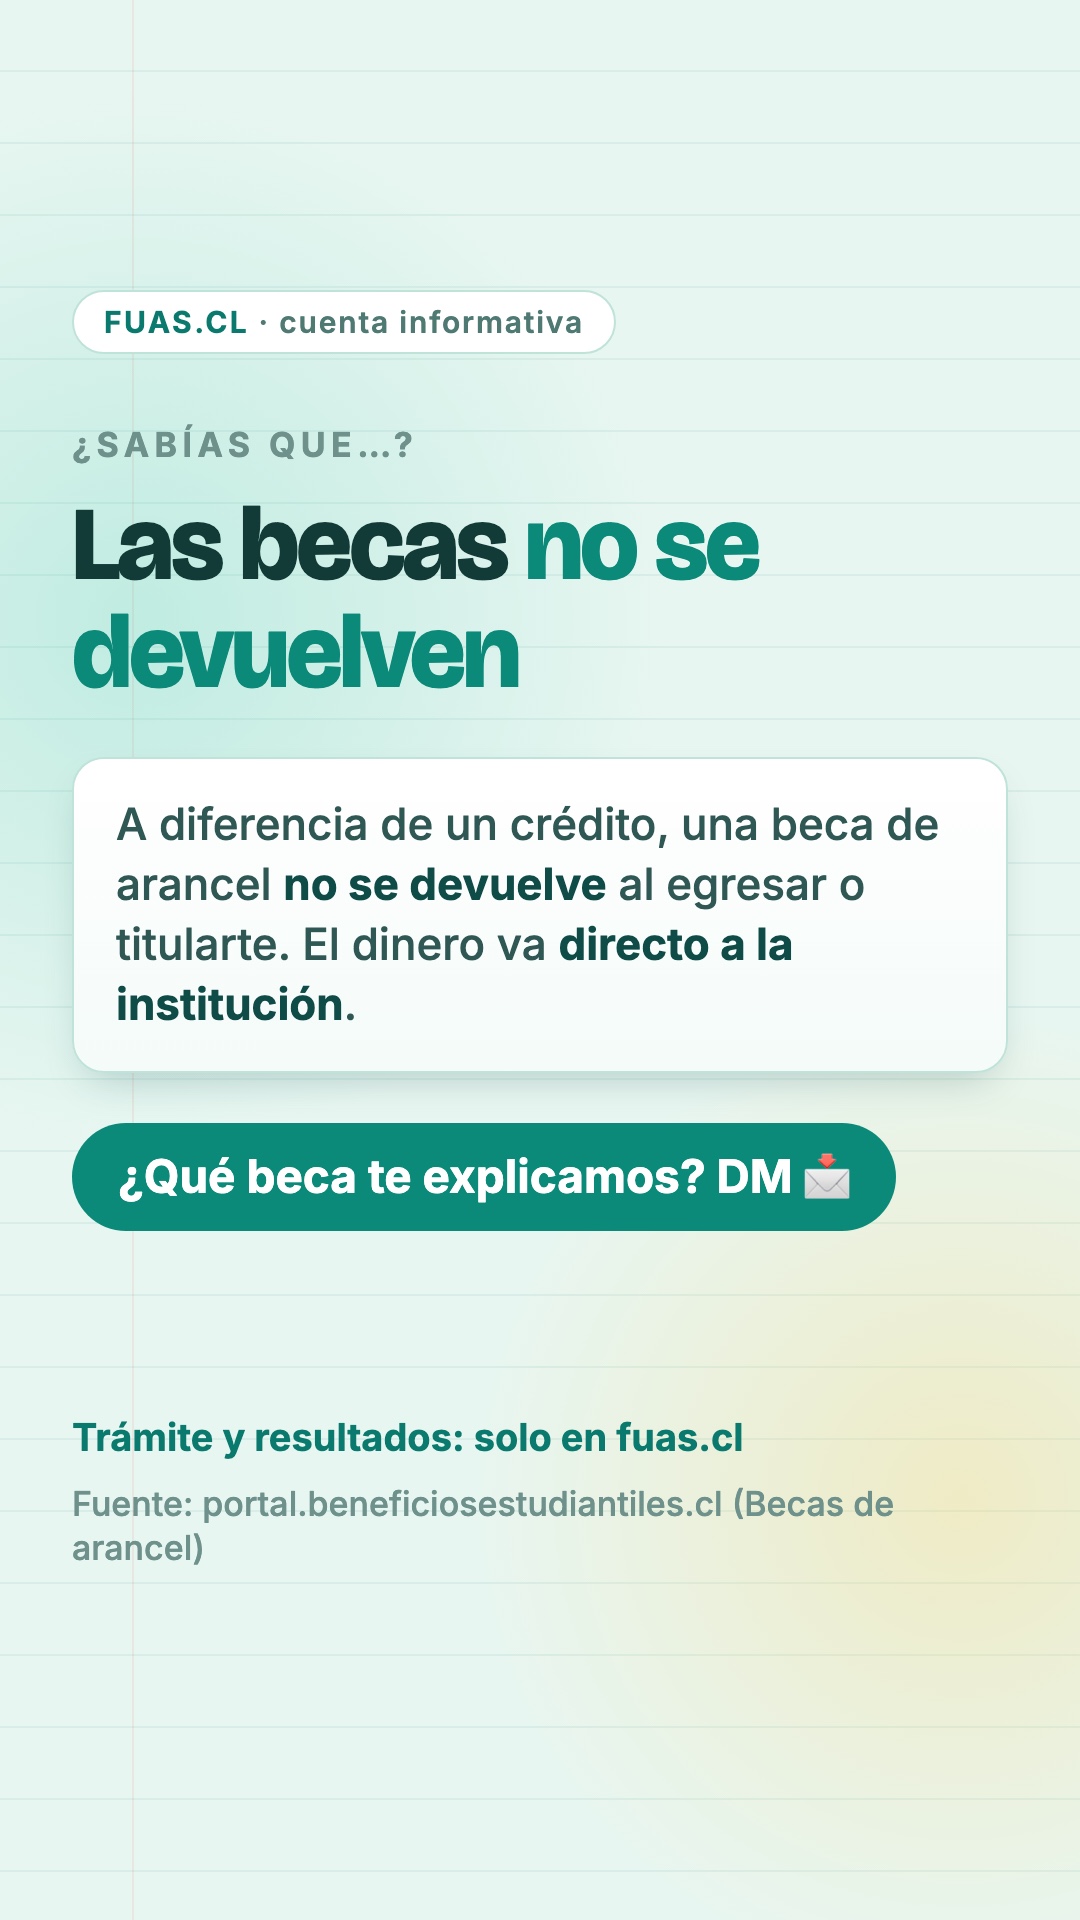 FUAS.CL · cuenta informativa
¿SABÍAS QUE...?
Las becas no se
devuelven
A diferencia de un crédito, una beca de
arancel no se devuelve al egresar o
titularte. El dinero va directo a la
institución.
¿Qué beca te explicamos? DM 📩
Trámite y resultados: solo en fuas.cl
Fuente: portal.beneficiosestudiantiles.cl (Becas de
arancel)